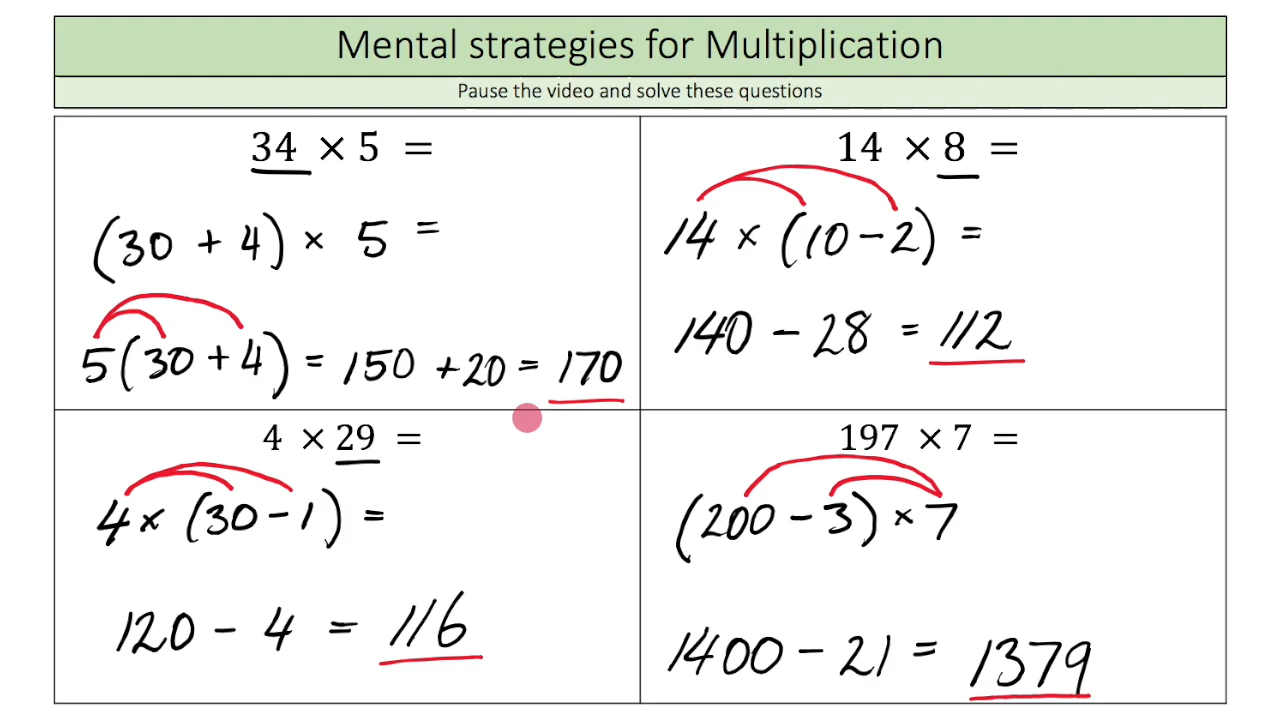 Mental strategies for Multiplication
Pause the video and solve these questions
34 × 5 =
(30 + 4) × 5 =
5(30 + 4) = 150 + 20 = 170
14 × 8 =
14 × (10 − 2) =
140 − 28 = 112
4 × 29 =
4 × (30 − 1) =
120 − 4 = 116
197 × 7 =
(200 − 3) × 7
1400 − 21 = 1379